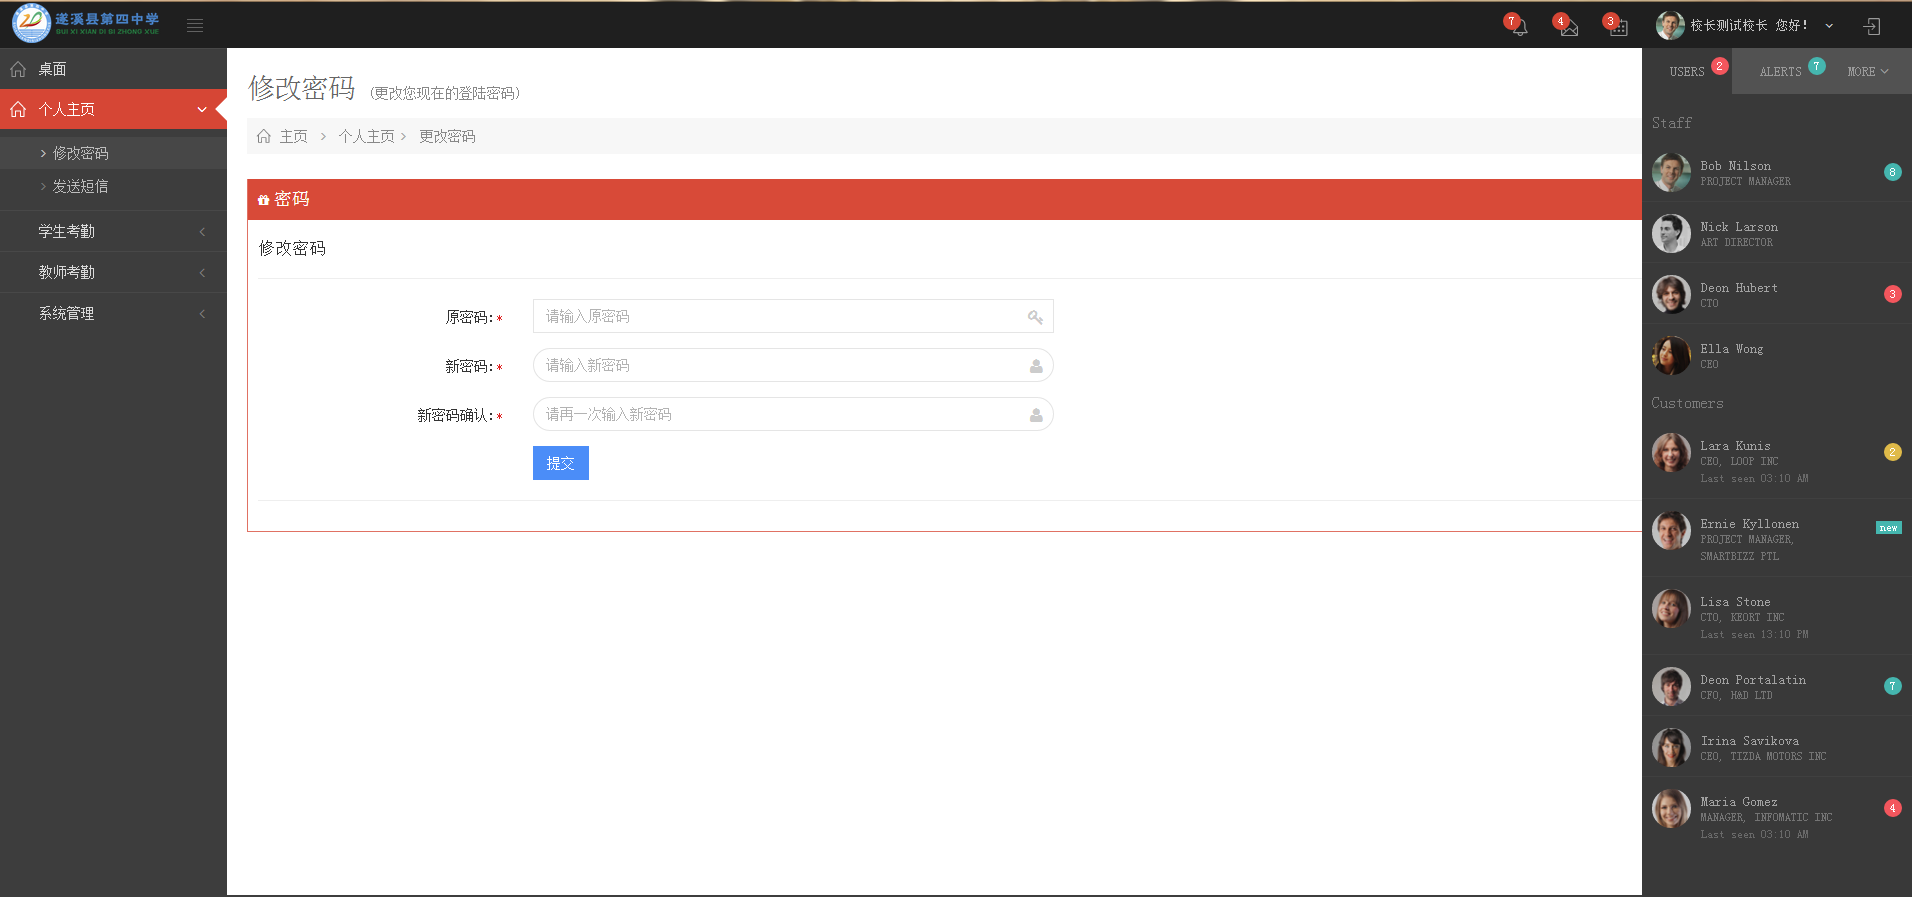 遂溪县第四中学
SUI XI XIAN DI SI ZHONG XUE
7
4
3
校长测试校长 您好！
桌面
个人主页
修改密码
发送短信
学生考勤
教师考勤
系统管理
修改密码 (更改您现在的登陆密码)
主页 > 个人主页 > 更改密码
密码
修改密码
原密码:*
请输入原密码
新密码:*
请输入新密码
新密码确认:*
请再一次输入新密码
提交
USERS 2
ALERTS 7
MORE
Staff
Bob Nilson
PROJECT MANAGER
8
Nick Larson
ART DIRECTOR
Deon Hubert
CTO
3
Ella Wong
CEO
Customers
Lara Kunis
CEO, LOOP INC
Last seen 03:10 AM
2
Ernie Kyllonen
PROJECT MANAGER,
SMARTBIZZ PTL
new
Lisa Stone
CTO, KEORT INC
Last seen 13:10 PM
Deon Portalatin
CFO, H&D LTD
7
Irina Savikova
CEO, TIZDA MOTORS INC
Maria Gomez
MANAGER, INFOMATIC INC
Last seen 03:10 AM
4